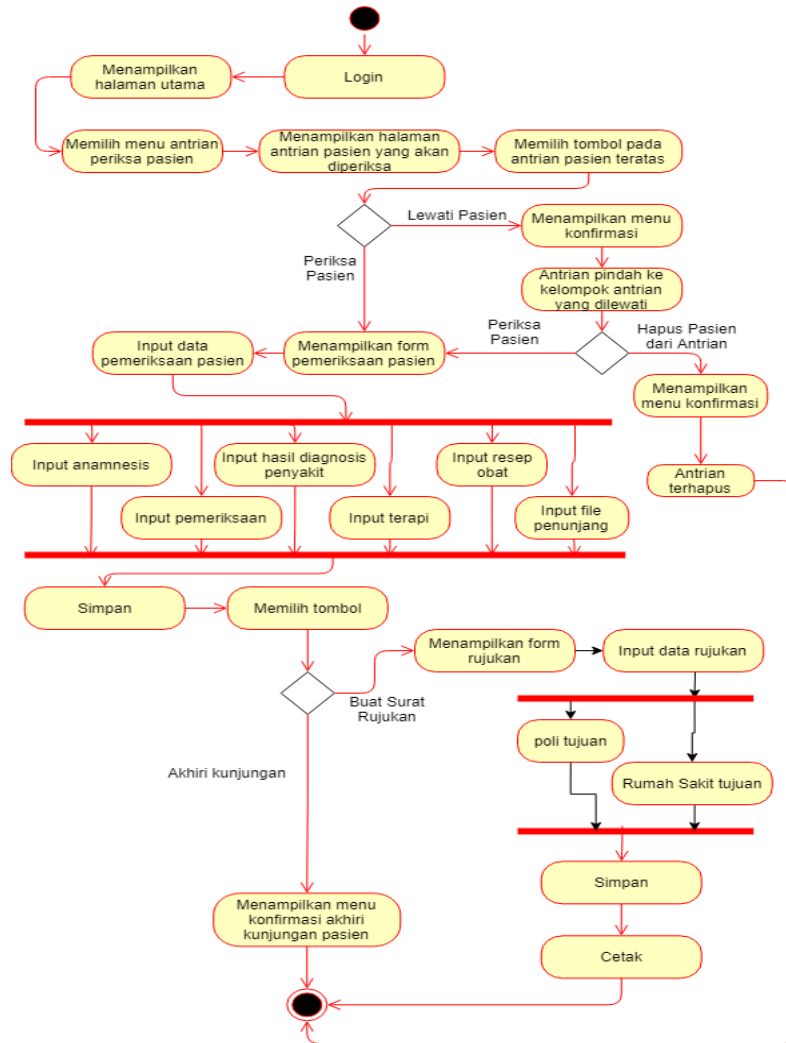 Login
Menampilkan
halaman utama
Memilih menu antrian
periksa pasien
Menampilkan halaman
antrian pasien yang akan
diperiksa
Memilih tombol pada
antrian pasien teratas
Lewati Pasien
Menampilkan menu
konfirmasi
Periksa
Pasien
Antrian pindah ke
kelompok antrian
yang dilewati
Input data
pemeriksaan pasien
Menampilkan form
pemeriksaan pasien
Periksa
Pasien
Hapus Pasien
dari Antrian
Menampilkan
menu konfirmasi
Antrian
terhapus
Input anamnesis
Input hasil diagnosis
penyakit
Input resep
obat
Input pemeriksaan
Input terapi
Input file
penunjang
Simpan
Memilih tombol
Menampilkan form
rujukan
Input data rujukan
Buat Surat
Rujukan
poli tujuan
Rumah Sakit tujuan
Akhiri kunjungan
Simpan
Menampilkan menu
konfirmasi akhiri
kunjungan pasien
Cetak